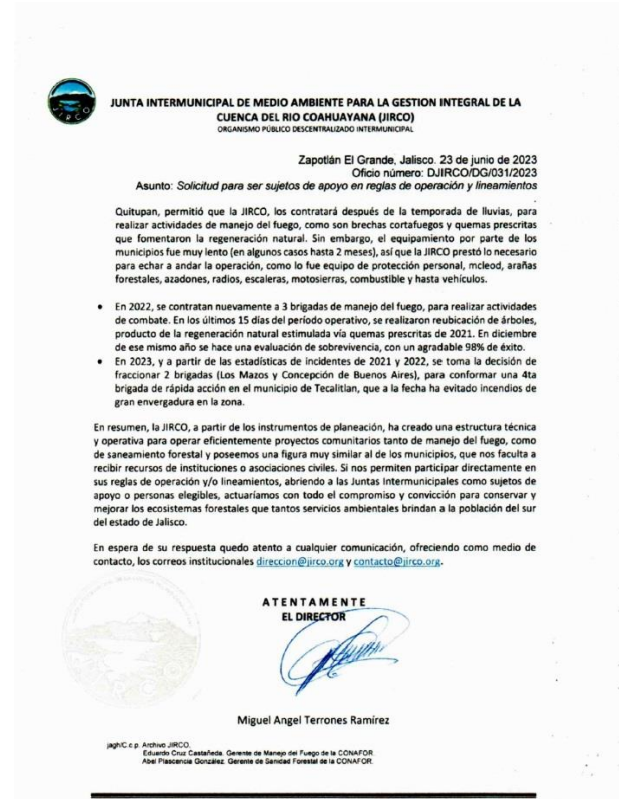 JIRCO
JUNTA INTERMUNICIPAL DE MEDIO AMBIENTE PARA LA GESTION INTEGRAL DE LA
CUENCA DEL RIO COAHUAYANA (JIRCO)
ORGANISMO PÚBLICO DESCENTRALIZADO INTERMUNICIPAL
Zapotlán El Grande, Jalisco. 23 de junio de 2023
Oficio número: DJIRCO/DG/031/2023
Asunto: Solicitud para ser sujetos de apoyo en reglas de operación y lineamientos
Quitupan, permitió que la JIRCO, los contratará después de la temporada de lluvias, para
realizar actividades de manejo del fuego, como son brechas cortafuegos y quemas prescritas
que fomentaron la regeneración natural. Sin embargo, el equipamiento por parte de los
municipios fue muy lento (en algunos casos hasta 2 meses), así que la JIRCO prestó lo necesario
para echar a andar la operación, como lo fue equipo de protección personal, mcleod, arañas
forestales, azadones, radios, escaleras, motosierras, combustible y hasta vehículos.
• En 2022, se contratan nuevamente a 3 brigadas de manejo del fuego, para realizar actividades
de combate. En los últimos 15 días del período operativo, se realizaron reubicación de árboles,
producto de la regeneración natural estimulada vía quemas prescritas de 2021. En diciembre
de ese mismo año se hace una evaluación de sobrevivencia, con un agradable 98% de éxito.
• En 2023, y a partir de las estadísticas de incidentes de 2021 y 2022, se toma la decisión de
fraccionar 2 brigadas (Los Mazos y Concepción de Buenos Aires), para conformar una 4ta
brigada de rápida acción en el municipio de Tecalitlan, que a la fecha ha evitado incendios de
gran envergadura en la zona.
En resumen, la JIRCO, a partir de los instrumentos de planeación, ha creado una estructura técnica
y operativa para operar eficientemente proyectos comunitarios tanto de manejo del fuego, como
de saneamiento forestal y poseemos una figura muy similar al de los municipios, que nos faculta a
recibir recursos de instituciones o asociaciones civiles. Si nos permiten participar directamente en
sus reglas de operación y/o lineamientos, abriendo a las Juntas Intermunicipales como sujetos de
apoyo o personas elegibles, actuaríamos con todo el compromiso y convicción para conservar y
mejorar los ecosistemas forestales que tantos servicios ambientales brindan a la población del sur
del estado de Jalisco.
En espera de su respuesta quedo atento a cualquier comunicación, ofreciendo como medio de
contacto, los correos institucionales direccion@jirco.org y contacto@jirco.org.
ATENTAMENTE
EL DIRECTOR
Miguel Angel Terrones Ramírez
jagh/C.c.p. Archivo JIRCO.
Eduardo Cruz Castañeda. Gerente de Manejo del Fuego de la CONAFOR.
Abel Plascencia González. Gerente de Sanidad Forestal de la CONAFOR.